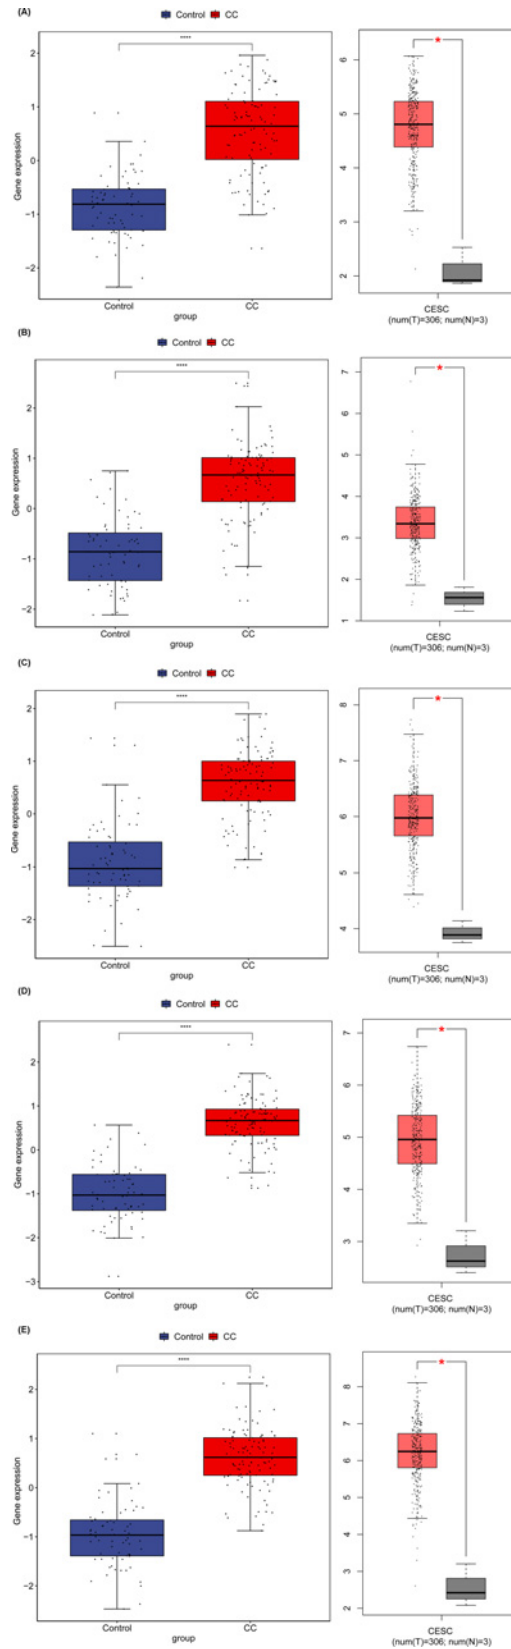 (A)
Control CC
****
*
Gene expression
2
1
0
−1
−2
Control CC
group
6
5
4
3
2
CESC
(num(T)=306; num(N)=3)
(B)
Control CC
****
*
Gene expression
2
1
0
−1
−2
Control CC
group
7
6
5
4
3
2
1
CESC
(num(T)=306; num(N)=3)
(C)
Control CC
****
*
Gene expression
2
1
0
−1
−2
Control CC
group
8
7
6
5
4
CESC
(num(T)=306; num(N)=3)
(D)
Control CC
****
*
Gene expression
2
1
0
−1
−2
−3
Control CC
group
7
6
5
4
3
CESC
(num(T)=306; num(N)=3)
(E)
Control CC
****
*
Gene expression
2
1
0
−1
−2
Control CC
group
8
7
6
5
4
3
2
CESC
(num(T)=306; num(N)=3)